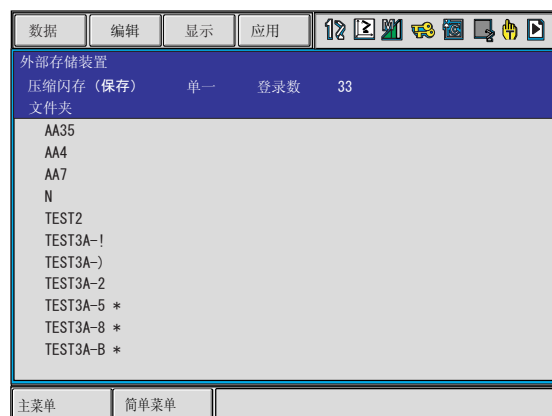 数据 编辑 显示 应用
外部存储装置
压缩闪存（保存） 单一 登录数 33
文件夹
AA35
AA4
AA7
N
TEST2
TEST3A-!
TEST3A-)
TEST3A-2
TEST3A-5 *
TEST3A-8 *
TEST3A-B *
主菜单 简单菜单